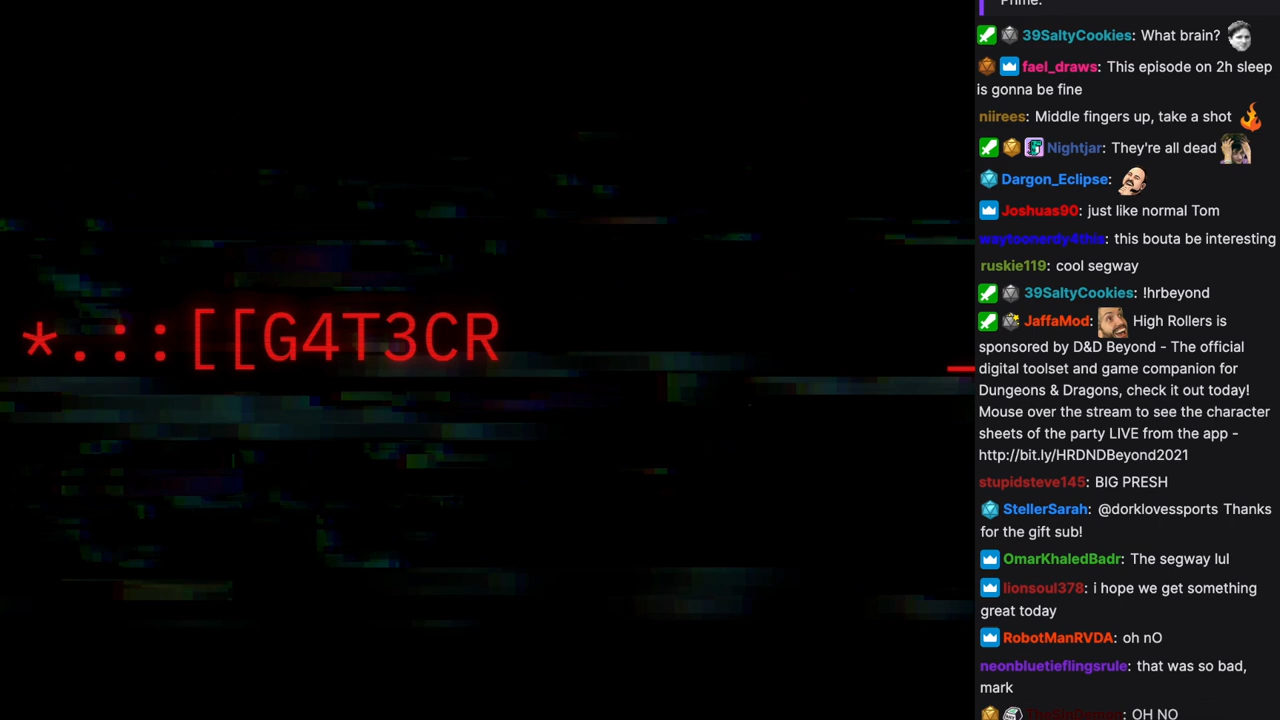 Prime.
39SaltyCookies: What brain?
fael_draws: This episode on 2h sleep
is gonna be fine
niirees: Middle fingers up, take a shot
Nightjar: They're all dead
Dargon_Eclipse:
Joshuas90: just like normal Tom
waytoonerdy4this: this bouta be interesting
ruskie119: cool segway
39SaltyCookies: !hrbeyond
JaffaMod: High Rollers is
sponsored by D&D Beyond - The official
digital toolset and game companion for
Dungeons & Dragons, check it out today!
Mouse over the stream to see the character
sheets of the party LIVE from the app -
http://bit.ly/HRDNDBeyond2021
stupidsteve145: BIG PRESH
StellerSarah: @dorklovessports Thanks
for the gift sub!
OmarKhaledBadr: The segway lul
lionsoul378: i hope we get something
great today
RobotManRVDA: oh nO
neonbluetieflingsrule: that was so bad,
mark
OH NO
*.::[[G4T3CR